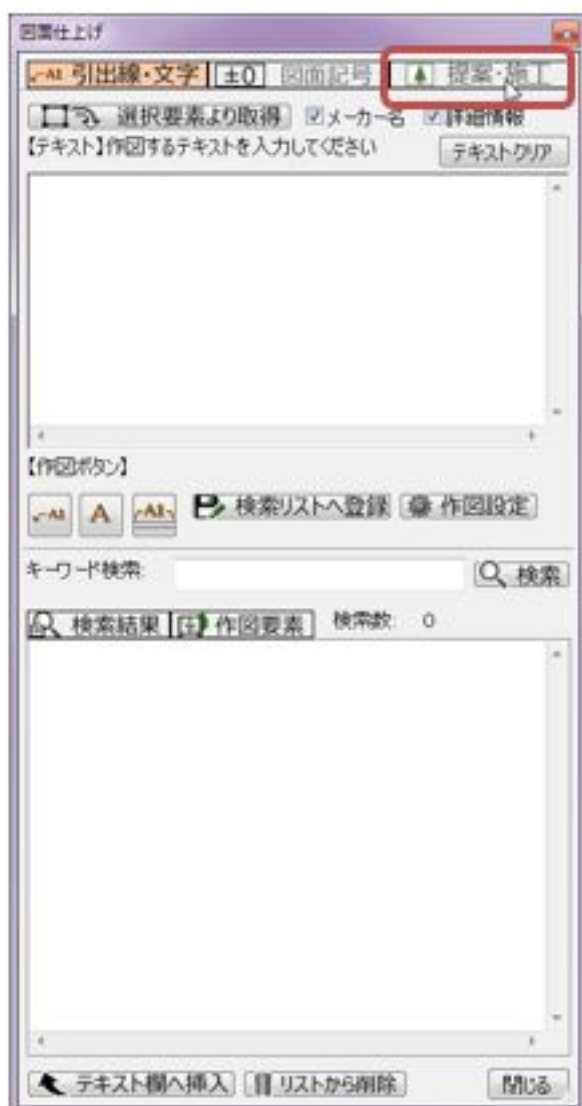 図面仕上げ
A1 引出線・文字 ±0 図面記号 提案・施工
選択要素より取得 メーカー名 詳細情報
【テキスト】作図するテキストを入力してください テキストクリア
【作図ボタン】
A1 A A1 検索リストへ登録 作図設定
キーワード検索: 検索
検索結果 作図要素 検索数: 0
テキスト欄へ挿入 リストから削除 閉じる